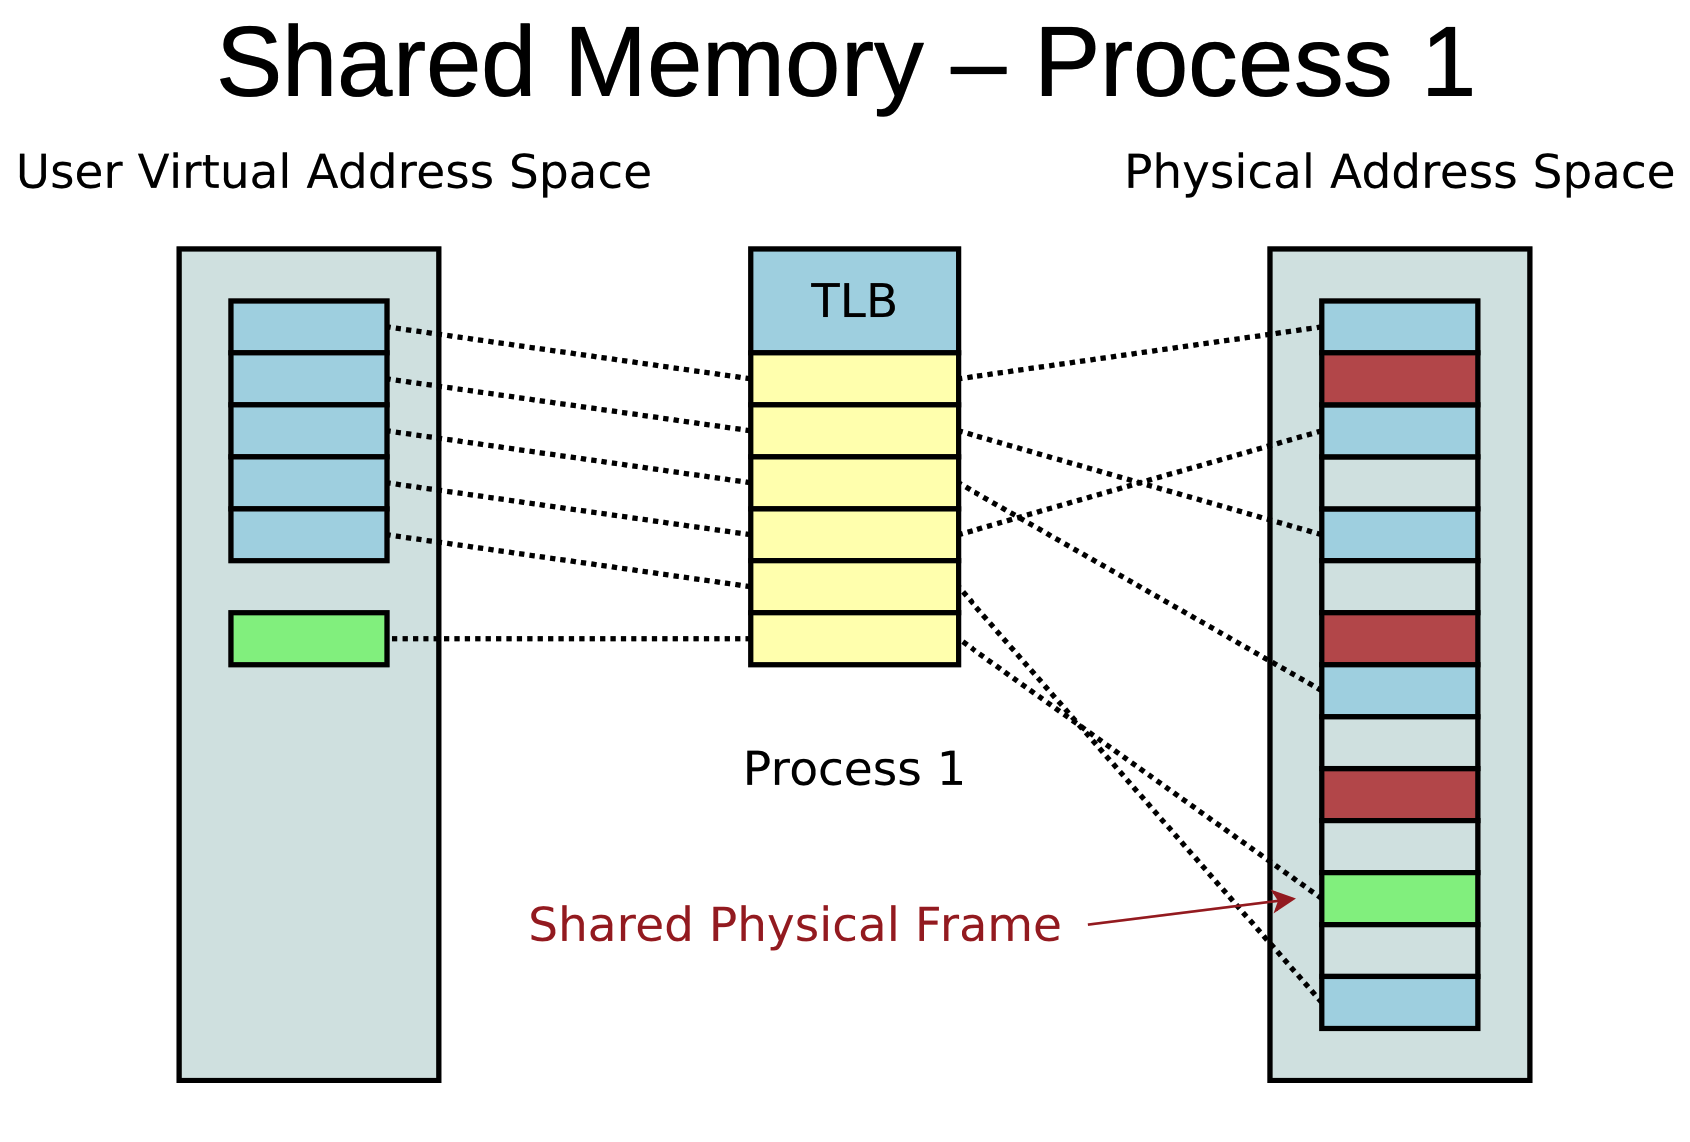 Shared Memory – Process 1
User Virtual Address Space
Physical Address Space
TLB
Process 1
Shared Physical Frame